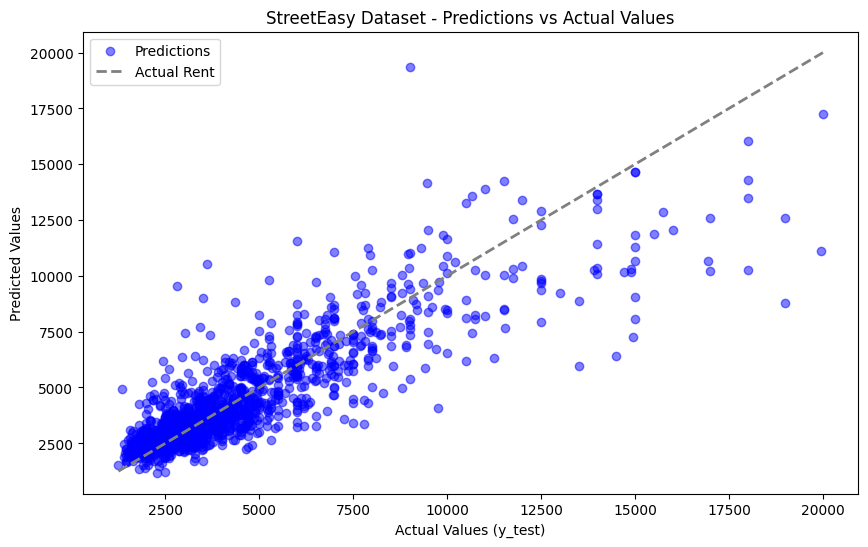 StreetEasy Dataset - Predictions vs Actual Values
Predictions
Actual Rent
20000
17500
15000
12500
10000
7500
5000
2500
Predicted Values
2500 5000 7500 10000 12500 15000 17500 20000
Actual Values (y_test)